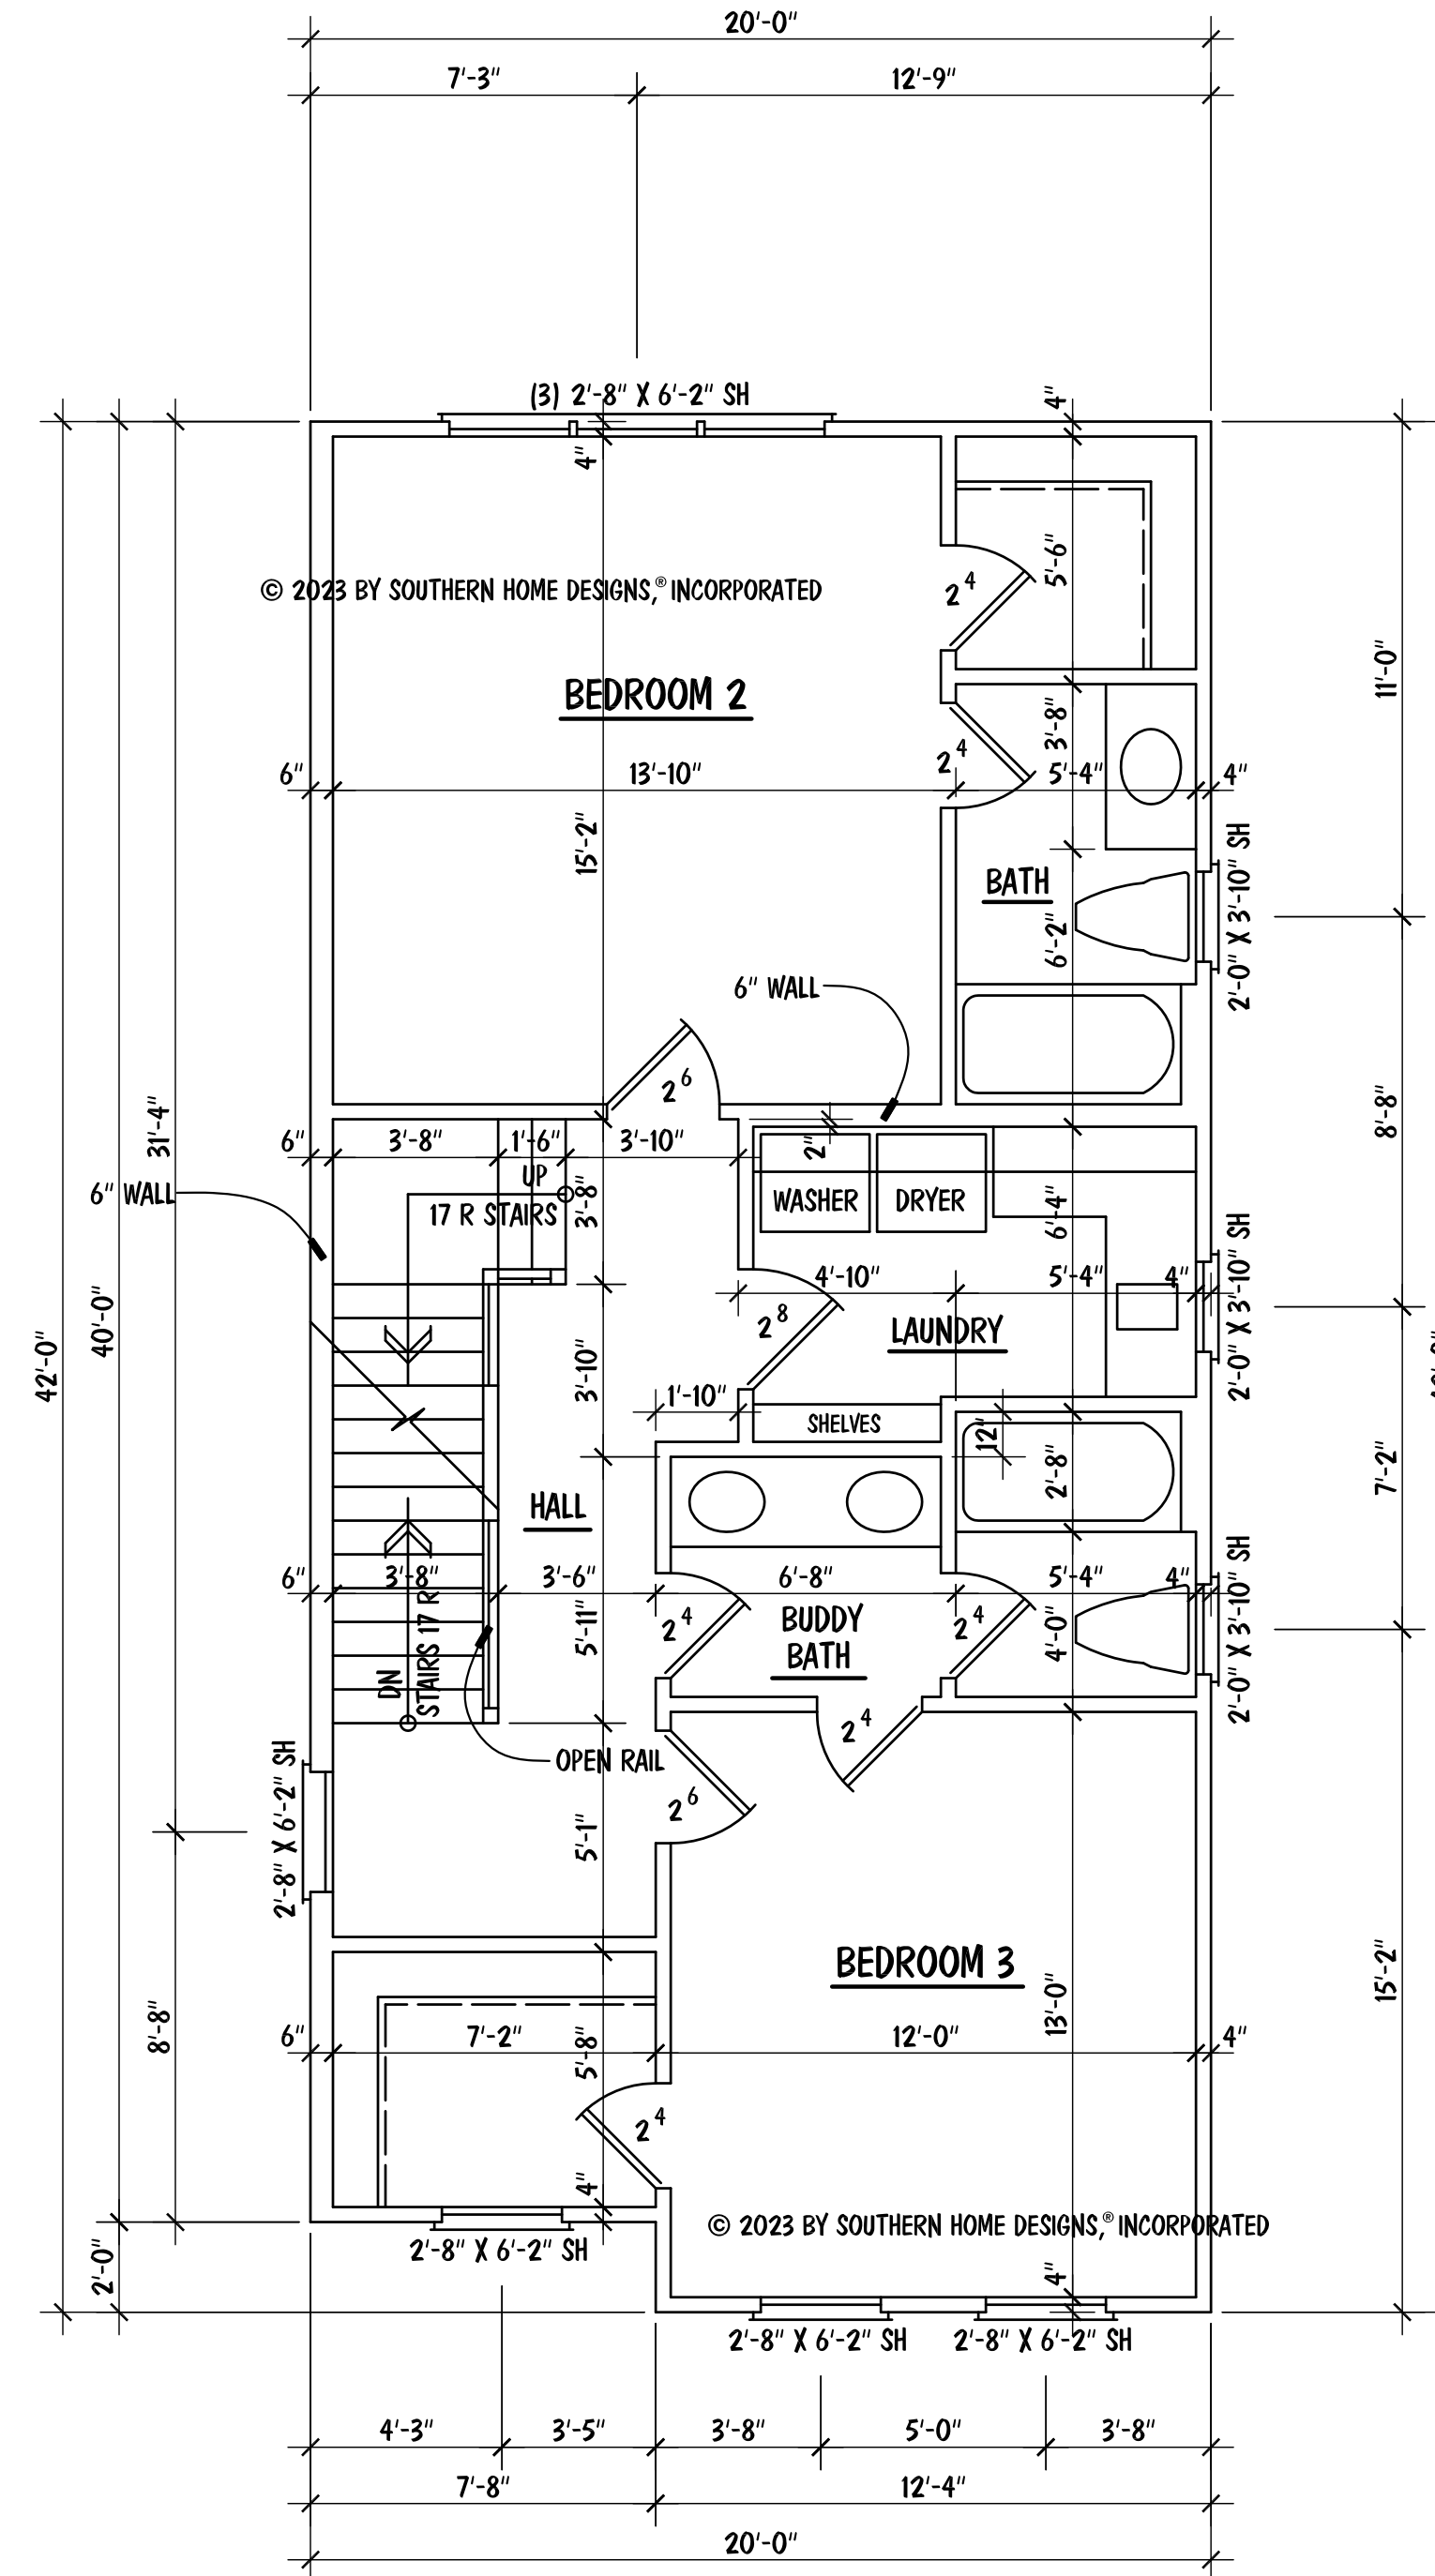 20'-0"
7'-3" 12'-9"
(3) 2'-8" X 6'-2" SH
4"
4"
5'-6"
2 4
© 2023 BY SOUTHERN HOME DESIGNS,® INCORPORATED
11'-0"
BEDROOM 2
3'-8"
2 4
6" 13'-10" 5'-4" 4"
15'-2"
2'-0" X 3'-10" SH
BATH
6'-2"
6" WALL
2 6
31'-4"
8'-8"
6" 3'-8" 1'-6" 3'-10"
2"
UP
17 R STAIRS
3'-8"
6" WALL
WASHER DRYER
6'-4"
4'-10" 5'-4" 4"
2'-0" X 3'-10" SH
40'-0"
42'-0"
2 8
LAUNDRY
3'-10"
1'-10"
SHELVES
12"
2'-8"
7'-2"
HALL
6" 3'-8" 3'-6" 6'-8" 5'-4" 4"
2'-0" X 3'-10" SH
5'-11"
2 4
BUDDY
BATH
2 4
4'-0"
DN
STAIRS 17 R
2 4
OPEN RAIL
2'-8" X 6'-2" SH
2 6
5'-1"
BEDROOM 3
15'-2"
13'-0"
8'-8"
6" 7'-2" 12'-0" 4"
5'-8"
2 4
4"
© 2023 BY SOUTHERN HOME DESIGNS,® INCORPORATED
2'-8" X 6'-2" SH
2'-0"
4"
2'-8" X 6'-2" SH 2'-8" X 6'-2" SH
4'-3" 3'-5" 3'-8" 5'-0" 3'-8"
7'-8" 12'-4"
20'-0"